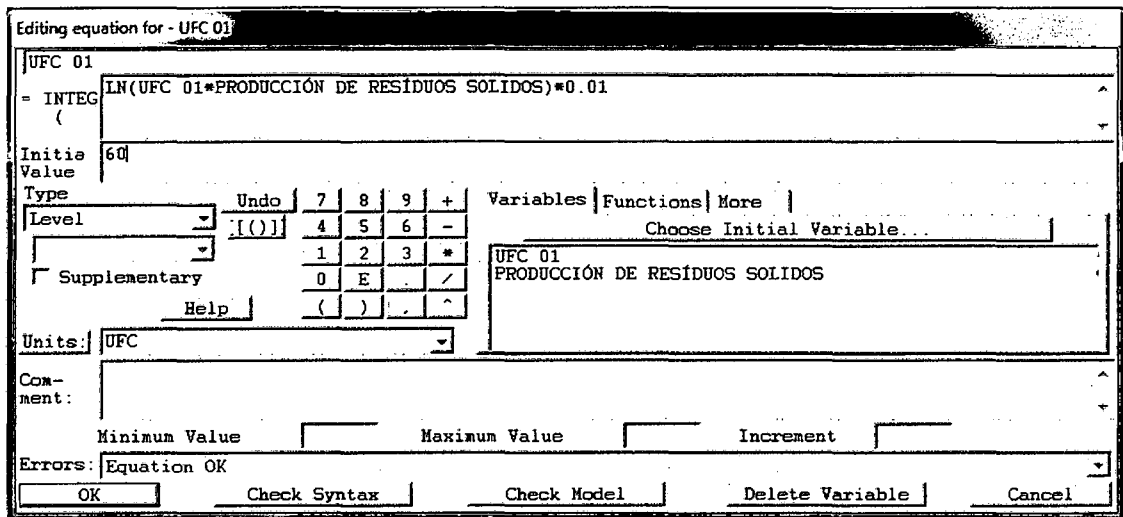 Editing equation for - UFC 01
UFC 01
= INTEG (
LN(UFC 01*PRODUCCIÓN DE RESÍDUOS SOLIDOS)*0.01
Initia Value
60
Type
Undo 7 8 9 + Variables Functions More
Level [()] 4 5 6 - Choose Initial Variable...
1 2 3 * UFC 01
Supplementary 0 E . / PRODUCCIÓN DE RESÍDUOS SOLIDOS
Help ( ) , ^
Units: UFC
Com-
ment:
Minimum Value Maximum Value Increment
Errors: Equation OK
OK Check Syntax Check Model Delete Variable Cancel